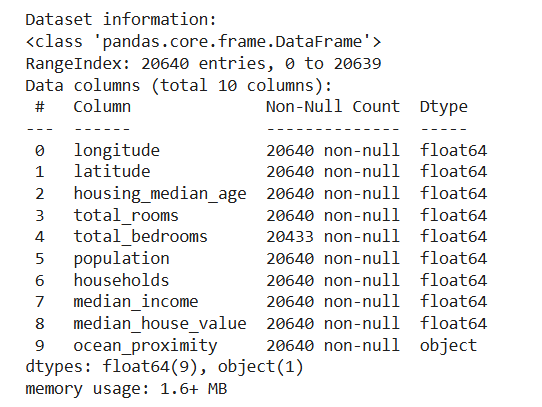 Dataset information:
<class 'pandas.core.frame.DataFrame'>
RangeIndex: 20640 entries, 0 to 20639
Data columns (total 10 columns):
 #   Column              Non-Null Count  Dtype
---  ------              --------------  -----
 0   longitude           20640 non-null  float64
 1   latitude            20640 non-null  float64
 2   housing_median_age  20640 non-null  float64
 3   total_rooms         20640 non-null  float64
 4   total_bedrooms      20433 non-null  float64
 5   population          20640 non-null  float64
 6   households          20640 non-null  float64
 7   median_income       20640 non-null  float64
 8   median_house_value  20640 non-null  float64
 9   ocean_proximity     20640 non-null  object
dtypes: float64(9), object(1)
memory usage: 1.6+ MB